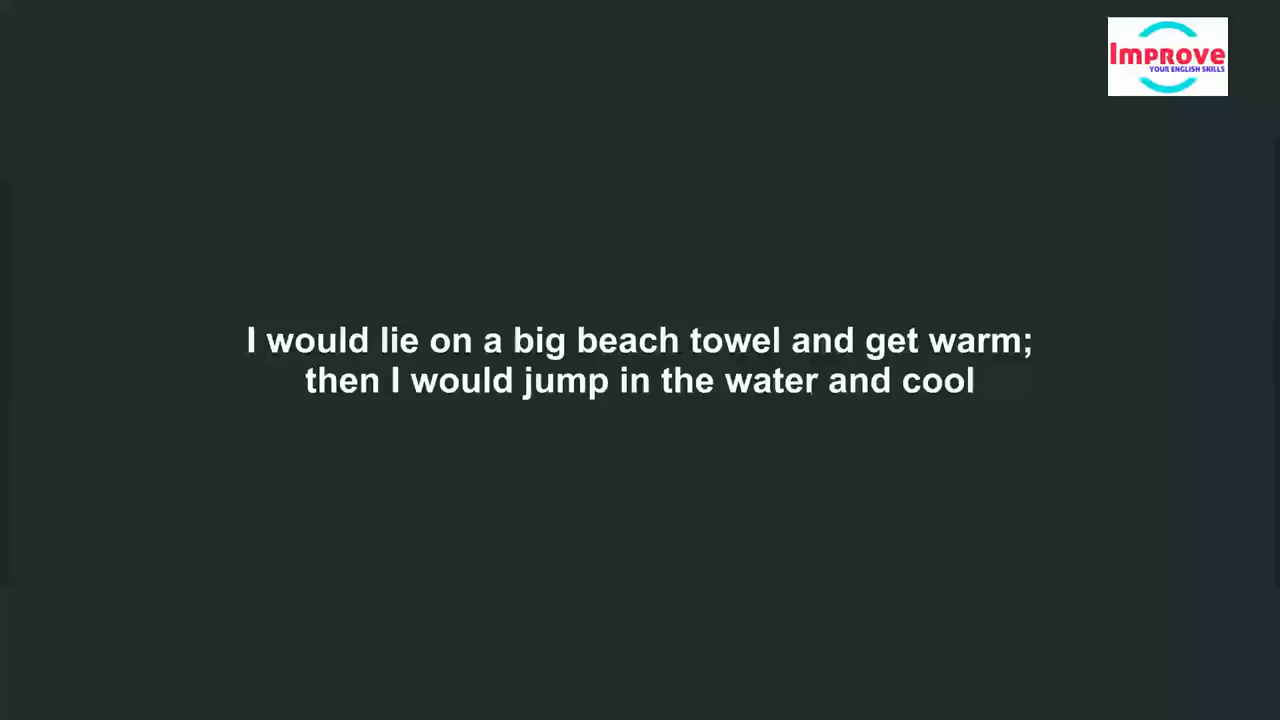 Improve
YOUR ENGLISH SKILLS
I would lie on a big beach towel and get warm;
then I would jump in the water and cool